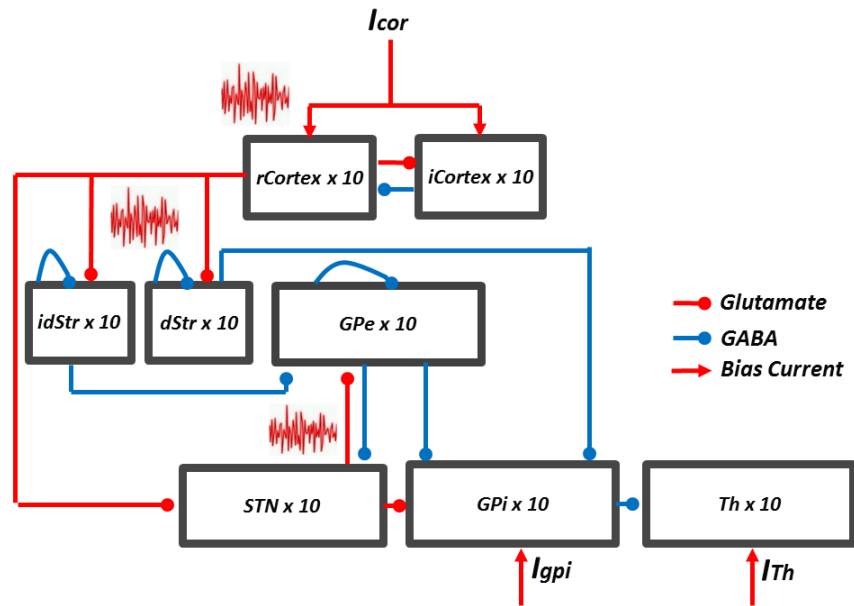 Icor
rCortex x 10
iCortex x 10
idStr x 10
dStr x 10
GPe x 10
Glutamate
GABA
Bias Current
STN x 10
GPi x 10
Th x 10
Igpi
ITh